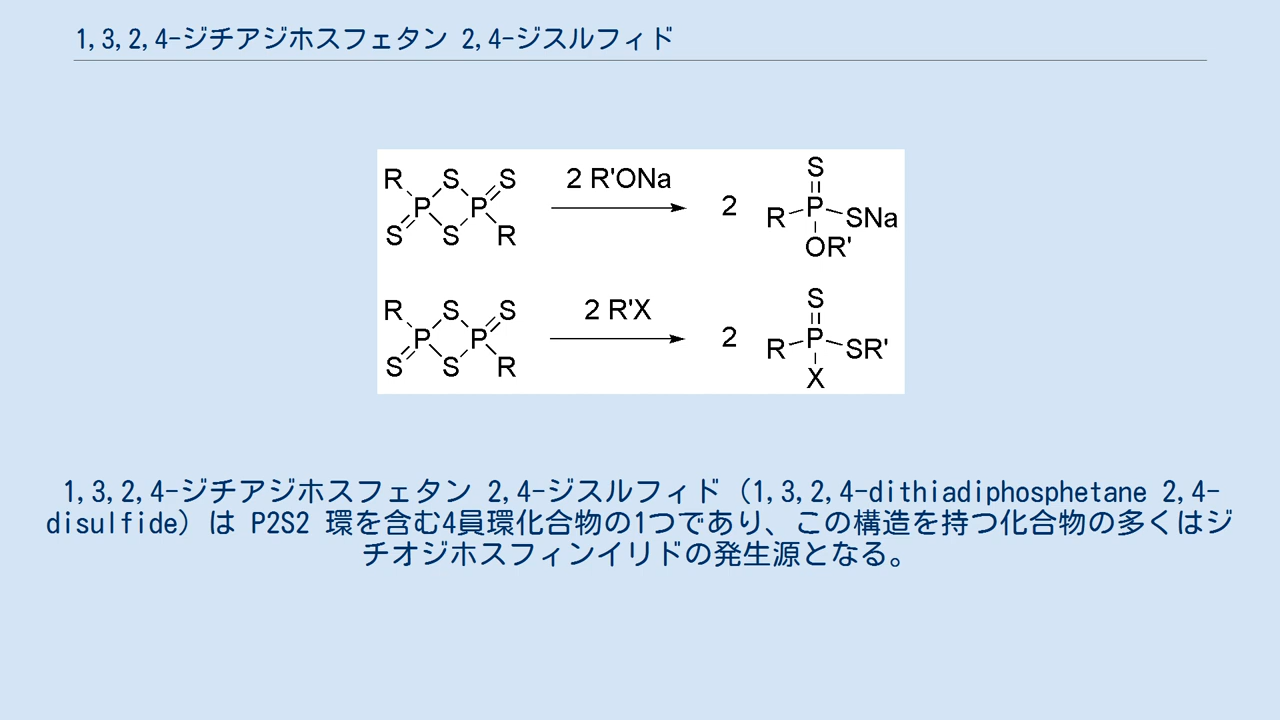 1,3,2,4-ジチアジホスフェタン 2,4-ジスルフィド
R S S
P P
S S R
2 R'ONa
2
S
R P SNa
OR'
R S S
P P
S S R
2 R'X
2
S
R P SR'
X
1,3,2,4-ジチアジホスフェタン 2,4-ジスルフィド（1,3,2,4-dithiadiphosphetane 2,4-
disulfide）は P2S2 環を含む4員環化合物の1つであり、この構造を持つ化合物の多くはジ
チオジホスフィンイリドの発生源となる。